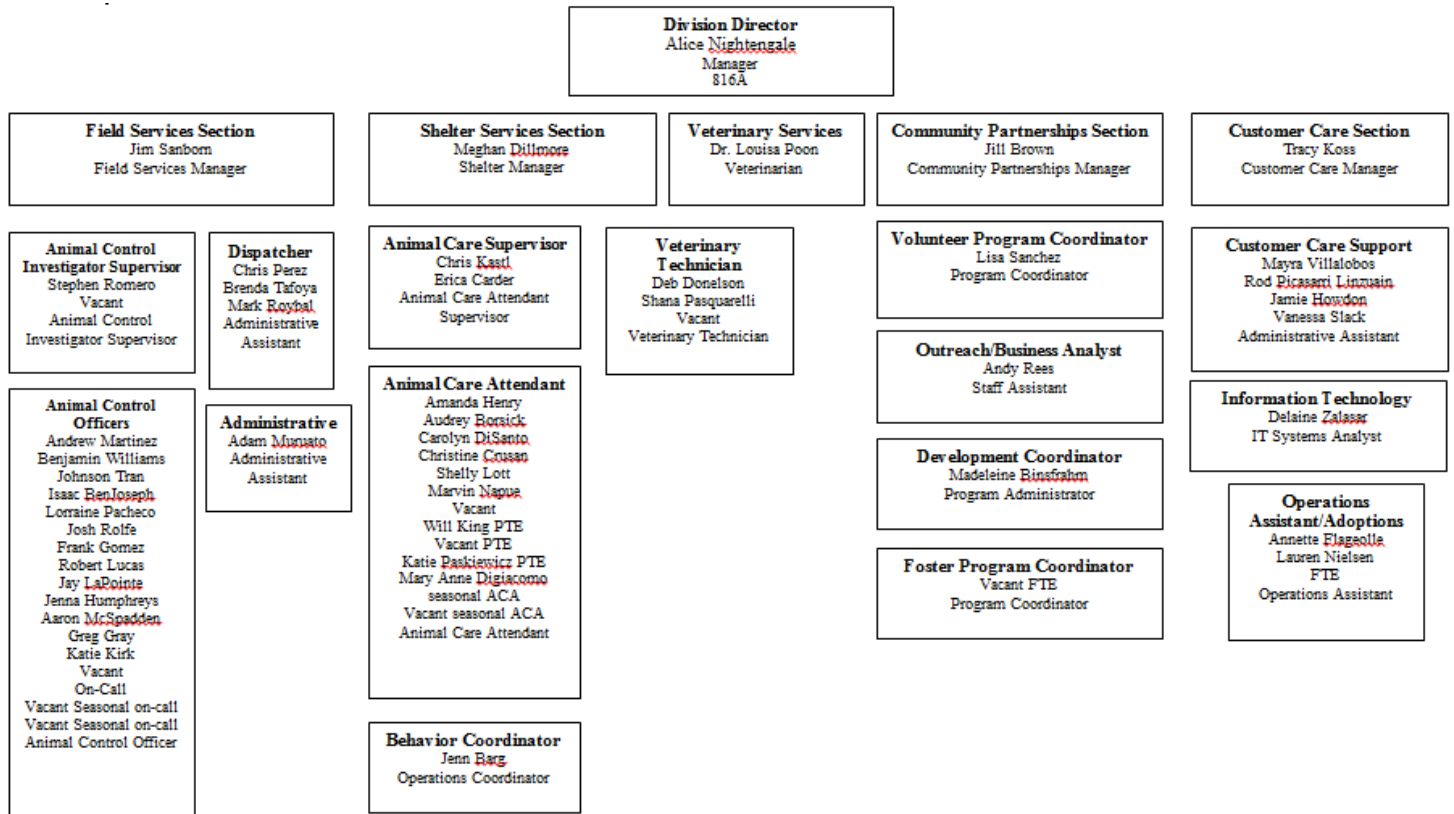 Division Director
Alice Nightengale
Manager
816A
Field Services Section
Jim Sanborn
Field Services Manager
Shelter Services Section
Meghan Dillmore
Shelter Manager
Veterinary Services
Dr. Louisa Poon
Veterinarian
Community Partnerships Section
Jill Brown
Community Partnerships Manager
Customer Care Section
Tracy Koss
Customer Care Manager
Animal Control
Investigator Supervisor
Stephen Romero
Vacant
Animal Control
Investigator Supervisor
Dispatcher
Chris Perez
Brenda Tafoya
Mark Roybal
Administrative
Assistant
Animal Control
Officers
Andrew Martinez
Benjamin Williams
Johnson Tran
Isaac BenJoseph
Lorraine Pacheco
Josh Rolfe
Frank Gomez
Robert Lucas
Jay LaPointe
Jenna Humphreys
Aaron McSpadden
Greg Gray
Katie Kirk
Vacant
On-Call
Vacant Seasonal on-call
Vacant Seasonal on-call
Animal Control Officer
Administrative
Adam Munuato
Administrative
Assistant
Animal Care Supervisor
Chris Kastl
Erica Carder
Animal Care Attendant
Supervisor
Animal Care Attendant
Amanda Henry
Audrey Borsick
Carolyn DiSanto
Christine Crusan
Shelly Lott
Marvin Napue
Vacant
Will King PTE
Vacant PTE
Katie Paskiewicz PTE
Mary Anne Digiacomo
seasonal ACA
Vacant seasonal ACA
Animal Care Attendant
Behavior Coordinator
Jenn Barg
Operations Coordinator
Veterinary
Technician
Deb Donelson
Shana Pasquarelli
Vacant
Veterinary Technician
Volunteer Program Coordinator
Lisa Sanchez
Program Coordinator
Outreach/Business Analyst
Andy Rees
Staff Assistant
Development Coordinator
Madeleine Binsfrahm
Program Administrator
Foster Program Coordinator
Vacant FTE
Program Coordinator
Customer Care Support
Mayra Villalobos
Rod Picasarri Linzuain
Jamie Howdon
Vanessa Slack
Administrative Assistant
Information Technology
Delaine Zalasar
IT Systems Analyst
Operations
Assistant/Adoptions
Annette Flageolle
Lauren Nielsen
FTE
Operations Assistant